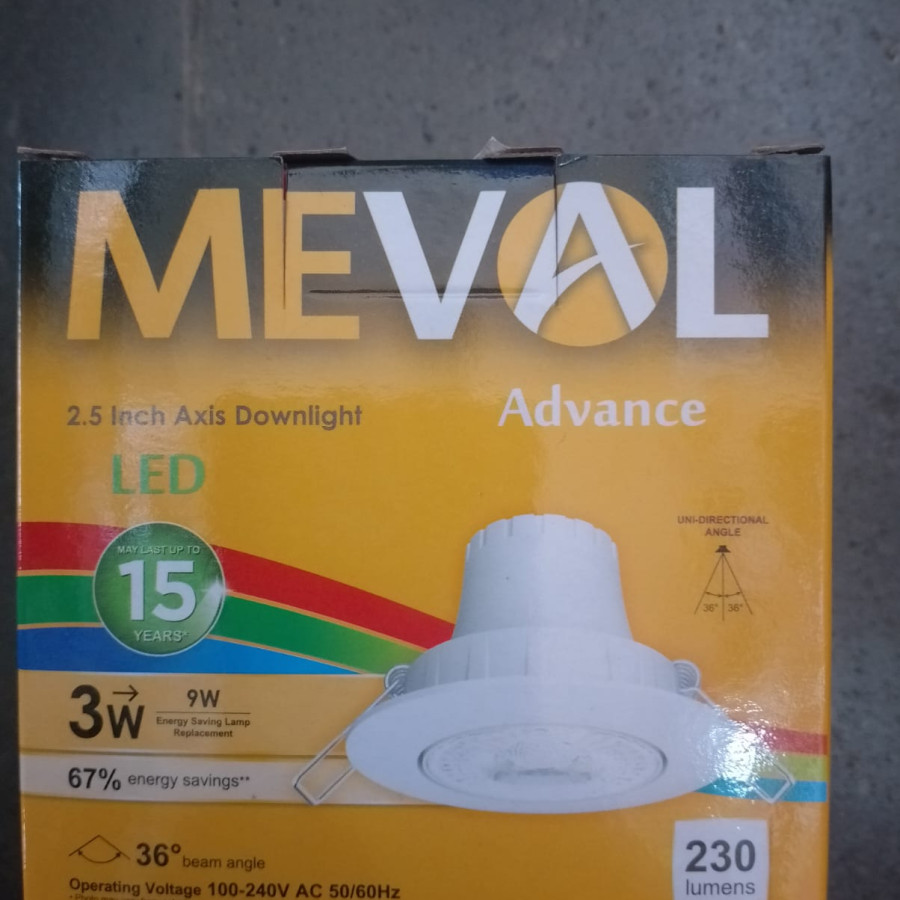 MEVAL
2.5 Inch Axis Downlight
Advance
LED
UNI-DIRECTIONAL
ANGLE
36° 36°
MAY LAST UP TO
15
YEARS*
3W
9W
Energy Saving Lamp
Replacement
67% energy savings**
36° beam angle
230
lumens
Operating Voltage 100-240V AC 50/60Hz